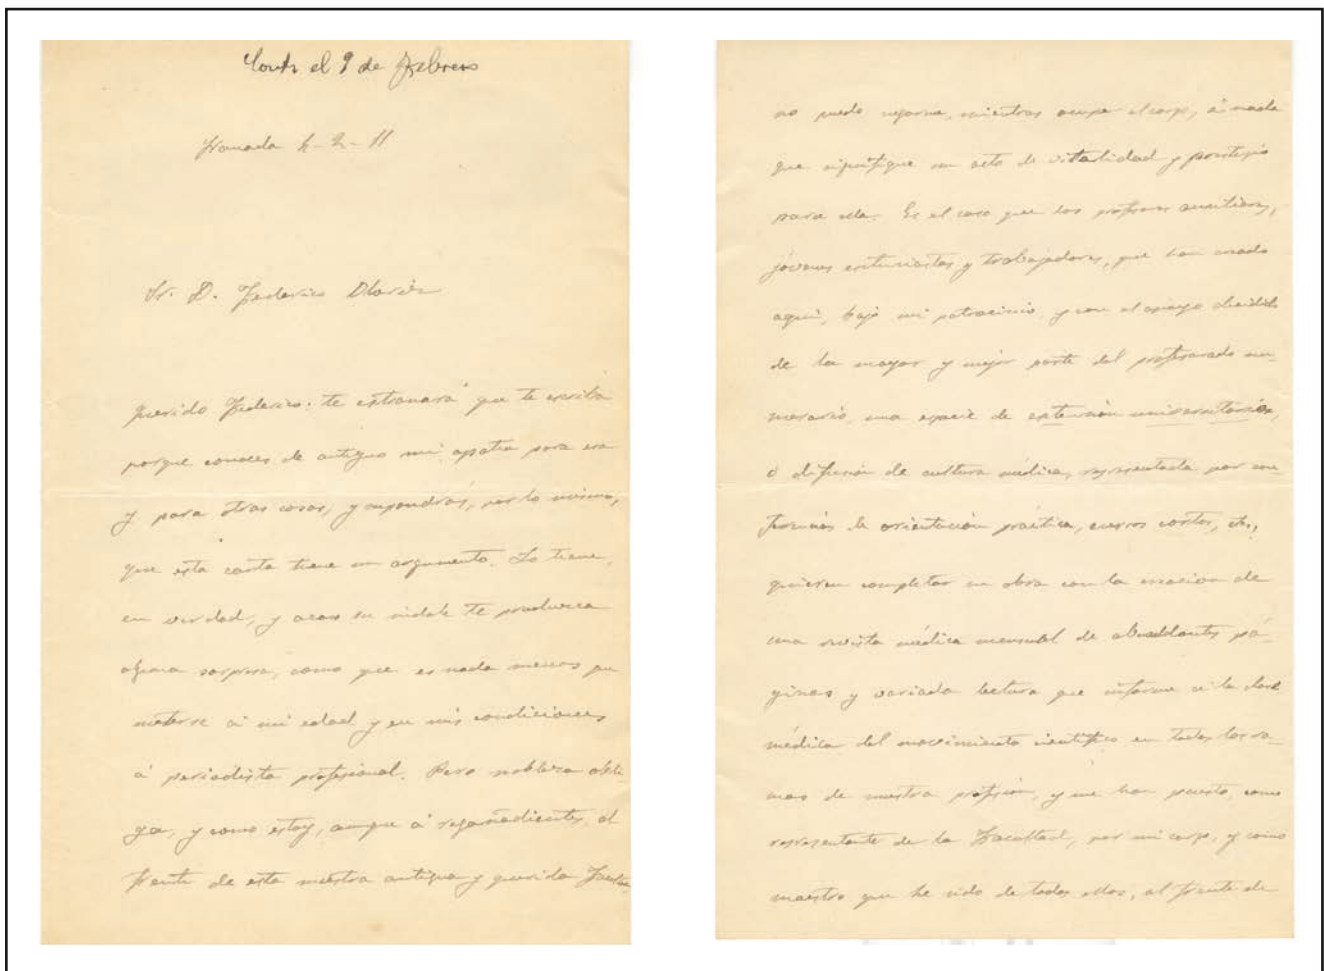 Contr el 9 de Febrero
Granada 4-2-11
Sr. D. Federico Olóriz
Querido Federico: te extrañará que te escriba
porque conoces de antiguo mi apatía para esa
y para otras cosas, y supondrás, por lo mismo,
que esta carta tiene un argumento. Lo tiene,
en verdad, y acaso su índole te produzca
alguna sorpresa, como que es nada menos que
meterse á mi edad y en mis condiciones
á periodista profesional. Pero nobleza obli-
ga, y como estoy, aunque á regañadientes, al
frente de esta nuestra antigua y querida
no puedo negarme, mientras ocupe el cargo, á nada
que signifique un acto de vitalidad y prestigio
para ella. Es el caso que los profesores auxiliares,
jóvenes entusiastas y trabajadores, que han creado
aquí, bajo mi patrocinio y con el apoyo decidido
de la mayor y mejor parte del profesorado nu-
merario, una especie de extensión universitaria,
ó difusión de cultura médica, representada por con
ferencias de orientación práctica, cursos cortos, etc.,
quieren completar su obra con la creación de
una revista médica mensual de abundantes pá-
ginas y variada lectura que informe á la clase
médica del movimiento científico en todas las ra-
mas de nuestra profesión, y me han puesto, como
representante de la Facultad, por mi cargo, y como
maestro que he sido de todos ellos, al frente de